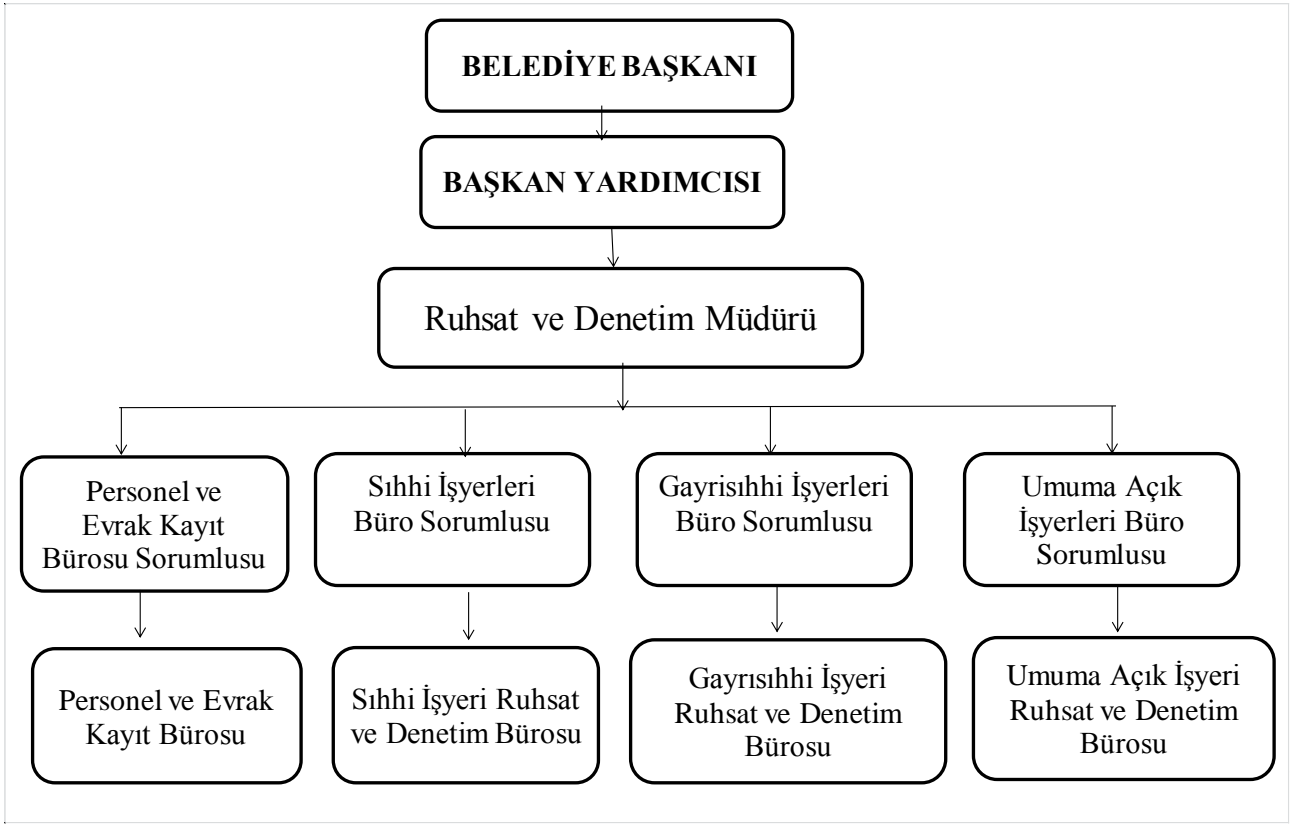 BELEDİYE BAŞKANI
BAŞKAN YARDIMCISI
Ruhsat ve Denetim Müdürü
Personel ve
Evrak Kayıt
Bürosu Sorumlusu
Sıhhi İşyerleri
Büro Sorumlusu
Gayrisıhhi İşyerleri
Büro Sorumlusu
Umuma Açık
İşyerleri Büro
Sorumlusu
Personel ve Evrak
Kayıt Bürosu
Sıhhi İşyeri Ruhsat
ve Denetim Bürosu
Gayrısıhhi İşyeri
Ruhsat ve Denetim
Bürosu
Umuma Açık İşyeri
Ruhsat ve Denetim
Bürosu